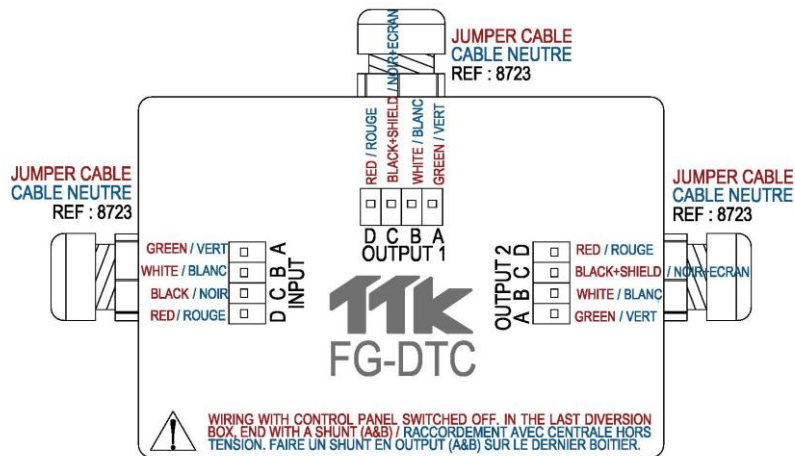 JUMPER CABLE
CABLE NEUTRE
REF : 8723
RED / ROUGE
BLACK+SHIELD / NOIR+ECRAN
WHITE / BLANC
GREEN / VERT
D C B A
OUTPUT 1
JUMPER CABLE
CABLE NEUTRE
REF : 8723
GREEN / VERT
WHITE / BLANC
BLACK / NOIR
RED / ROUGE
A
B
C
D
INPUT
OUTPUT 2
D
C
B
A
RED / ROUGE
BLACK+SHIELD / NOIR+ECRAN
WHITE / BLANC
GREEN / VERT
JUMPER CABLE
CABLE NEUTRE
REF : 8723
TTK
FG-DTC
WIRING WITH CONTROL PANEL SWITCHED OFF. IN THE LAST DIVERSION
BOX, END WITH A SHUNT (A&B) / RACCORDEMENT AVEC CENTRALE HORS
TENSION. FAIRE UN SHUNT EN OUTPUT (A&B) SUR LE DERNIER BOITIER.